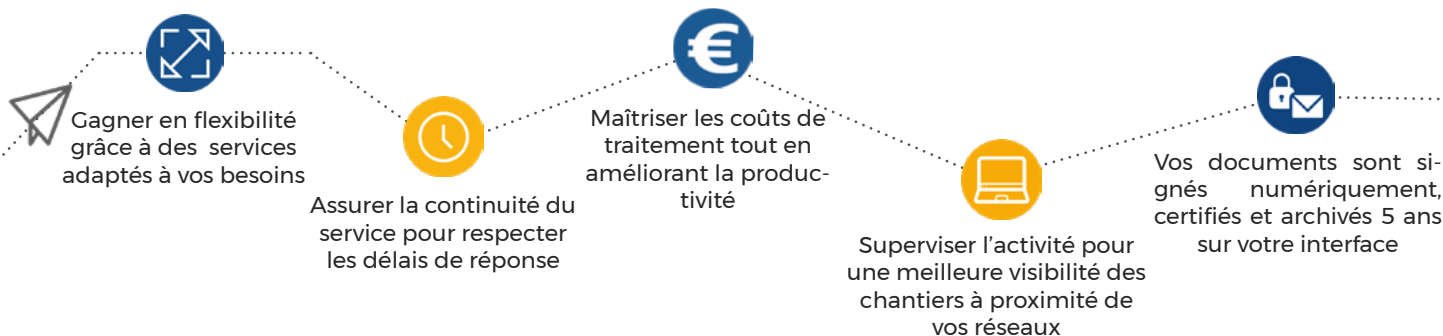 Gagner en flexibilité
grâce à des services
adaptés à vos besoins
Assurer la continuité du
service pour respecter
les délais de réponse
€
Maîtriser les coûts de
traitement tout en
améliorant la produc-
tivité
Superviser l’activité pour
une meilleure visibilité des
chantiers à proximité de
vos réseaux
Vos documents sont si-
gnés numériquement,
certifiés et archivés 5 ans
sur votre interface